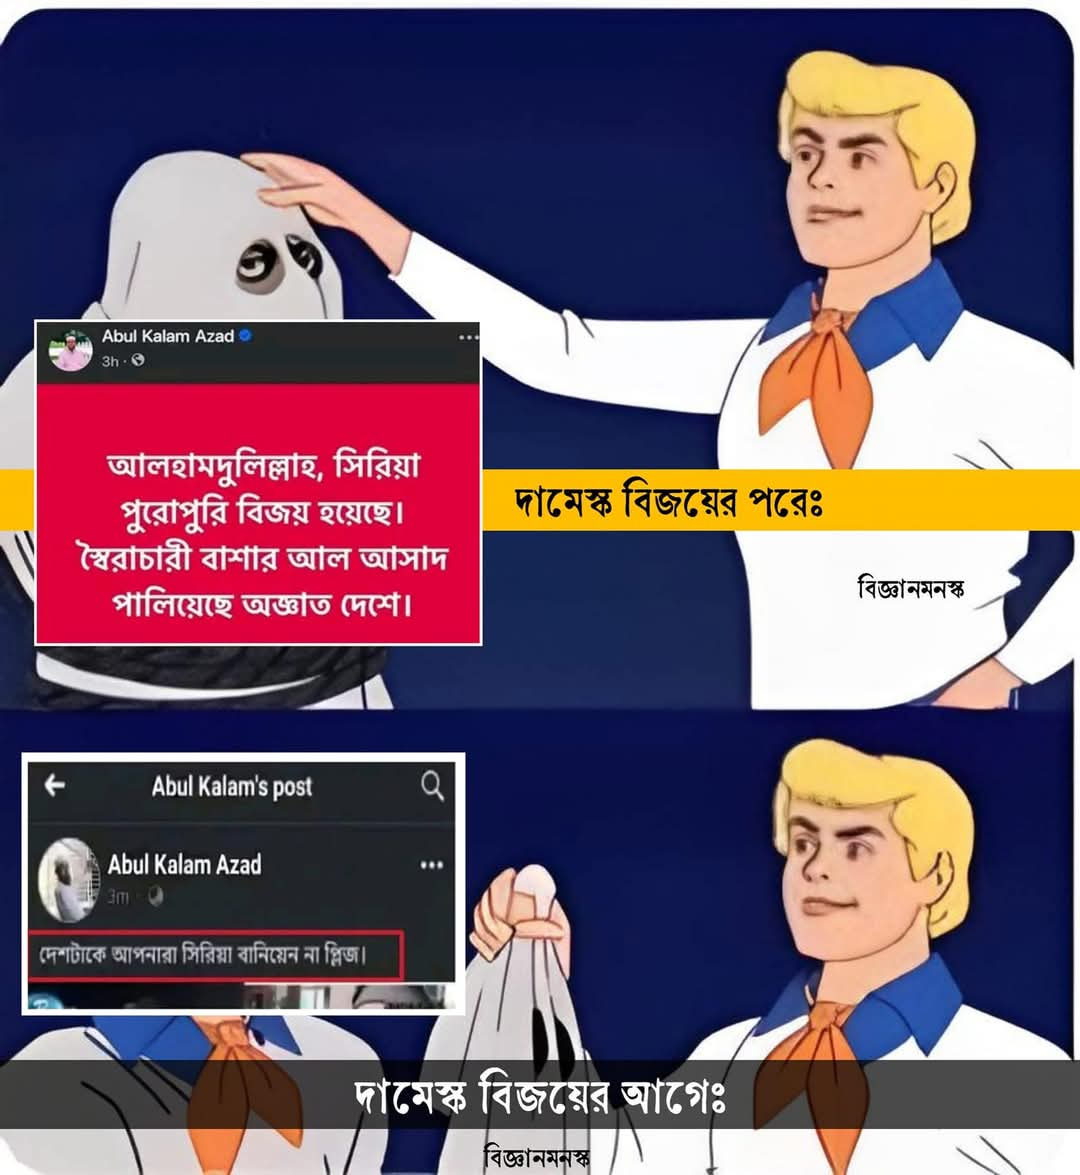 Abul Kalam Azad
3h
আলহামদুলিল্লাহ, সিরিয়া
পুরোপুরি বিজয় হয়েছে।
স্বৈরাচারী বাশার আল আসাদ
পালিয়েছে অজ্ঞাত দেশে।
দামেস্ক বিজয়ের পরেঃ
বিজ্ঞানমনস্ক
Abul Kalam's post
Abul Kalam Azad
3m
দেশটাকে আপনারা সিরিয়া বানিয়েন না প্লিজ।
দামেস্ক বিজয়ের আগেঃ
বিজ্ঞানমনস্ক